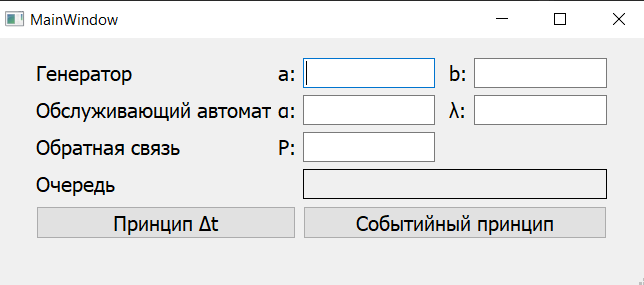 MainWindow
Генератор a: b:
Обслуживающий автомат α: λ:
Обратная связь P:
Очередь
Принцип Δt Событийный принцип